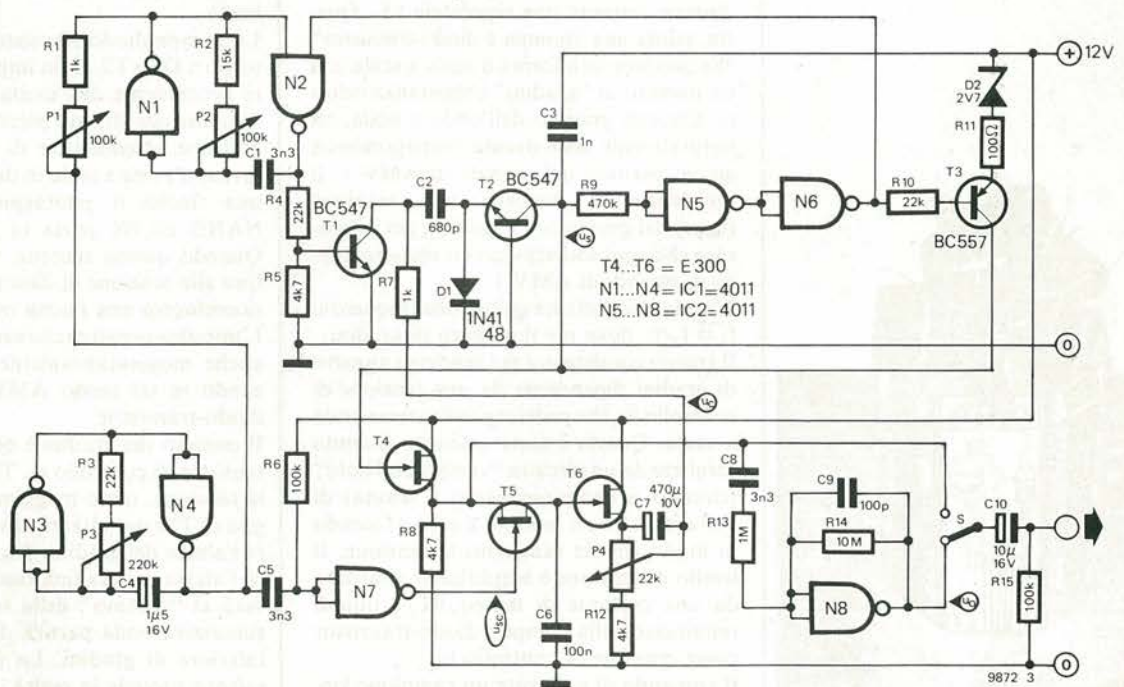 R1
1k
P1
100k
N1
R2
15k
P2
100k
N2
C1 3n3
R4
22k
R5
4k7
BC547
T1
C2
680p
R7
1k
D1
1N41
48
T2
BC547
C3
1n
R9
470k
us
N5
N6
R10
22k
T3
BC557
R11
100Ω
D2
2V7
+ 12V
0
T4...T6 = E300
N1...N4 = IC1 = 4011
N5...N8 = IC2 = 4011
uc
N3
R3
22k
P3
220k
C4
1µ5
16V
N4
C5
3n3
R6
100k
N7
R8
4k7
T4
T5
usc
T6
C6
100n
470µ
C7 10V
P4
22k
R12
4k7
C8
3n3
R13
1M
C9
100p
R14
10M
N8
S
C10
10µ
16V
R15
100k
0
9872 3